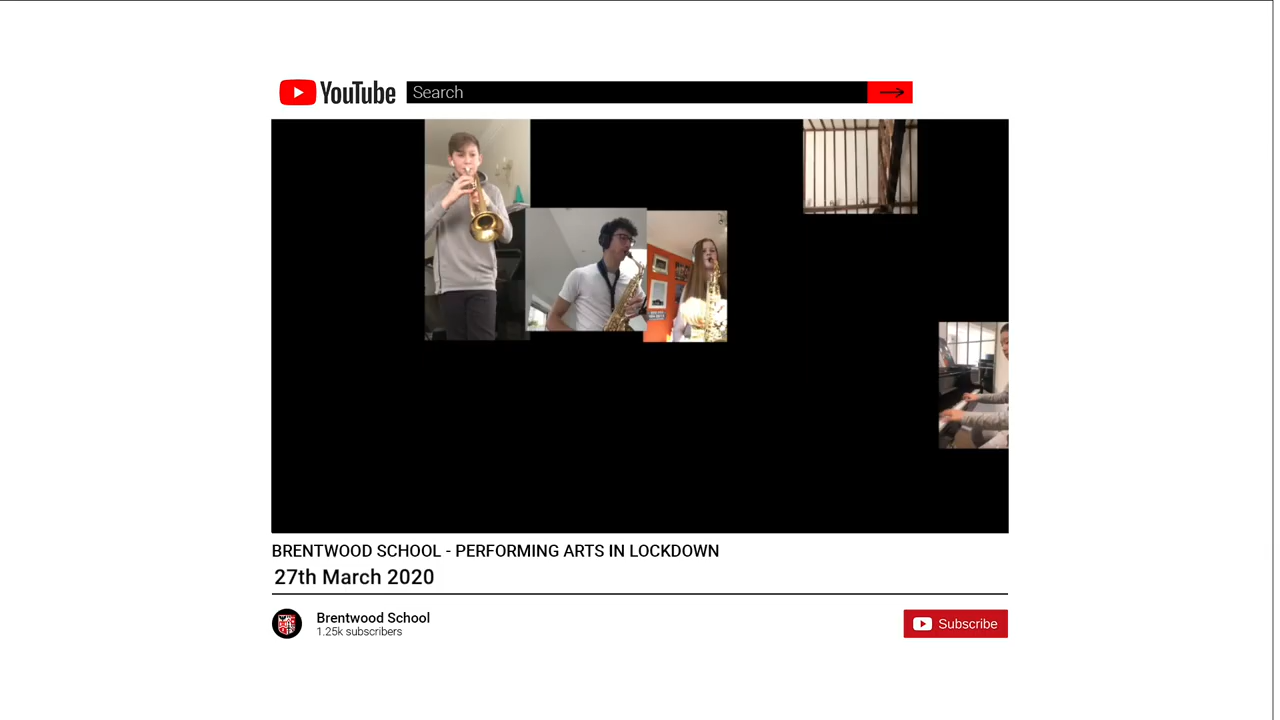 YouTube
Search
BRENTWOOD SCHOOL - PERFORMING ARTS IN LOCKDOWN
27th March 2020
Brentwood School
1.25k subscribers
Subscribe